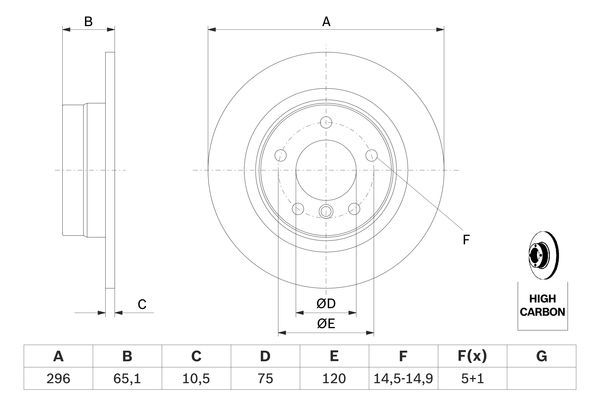 B
A
F
C
ØD
ØE
HIGH
CARBON
A B C D E F F(x) G
296 65,1 10,5 75 120 14,5-14,9 5+1